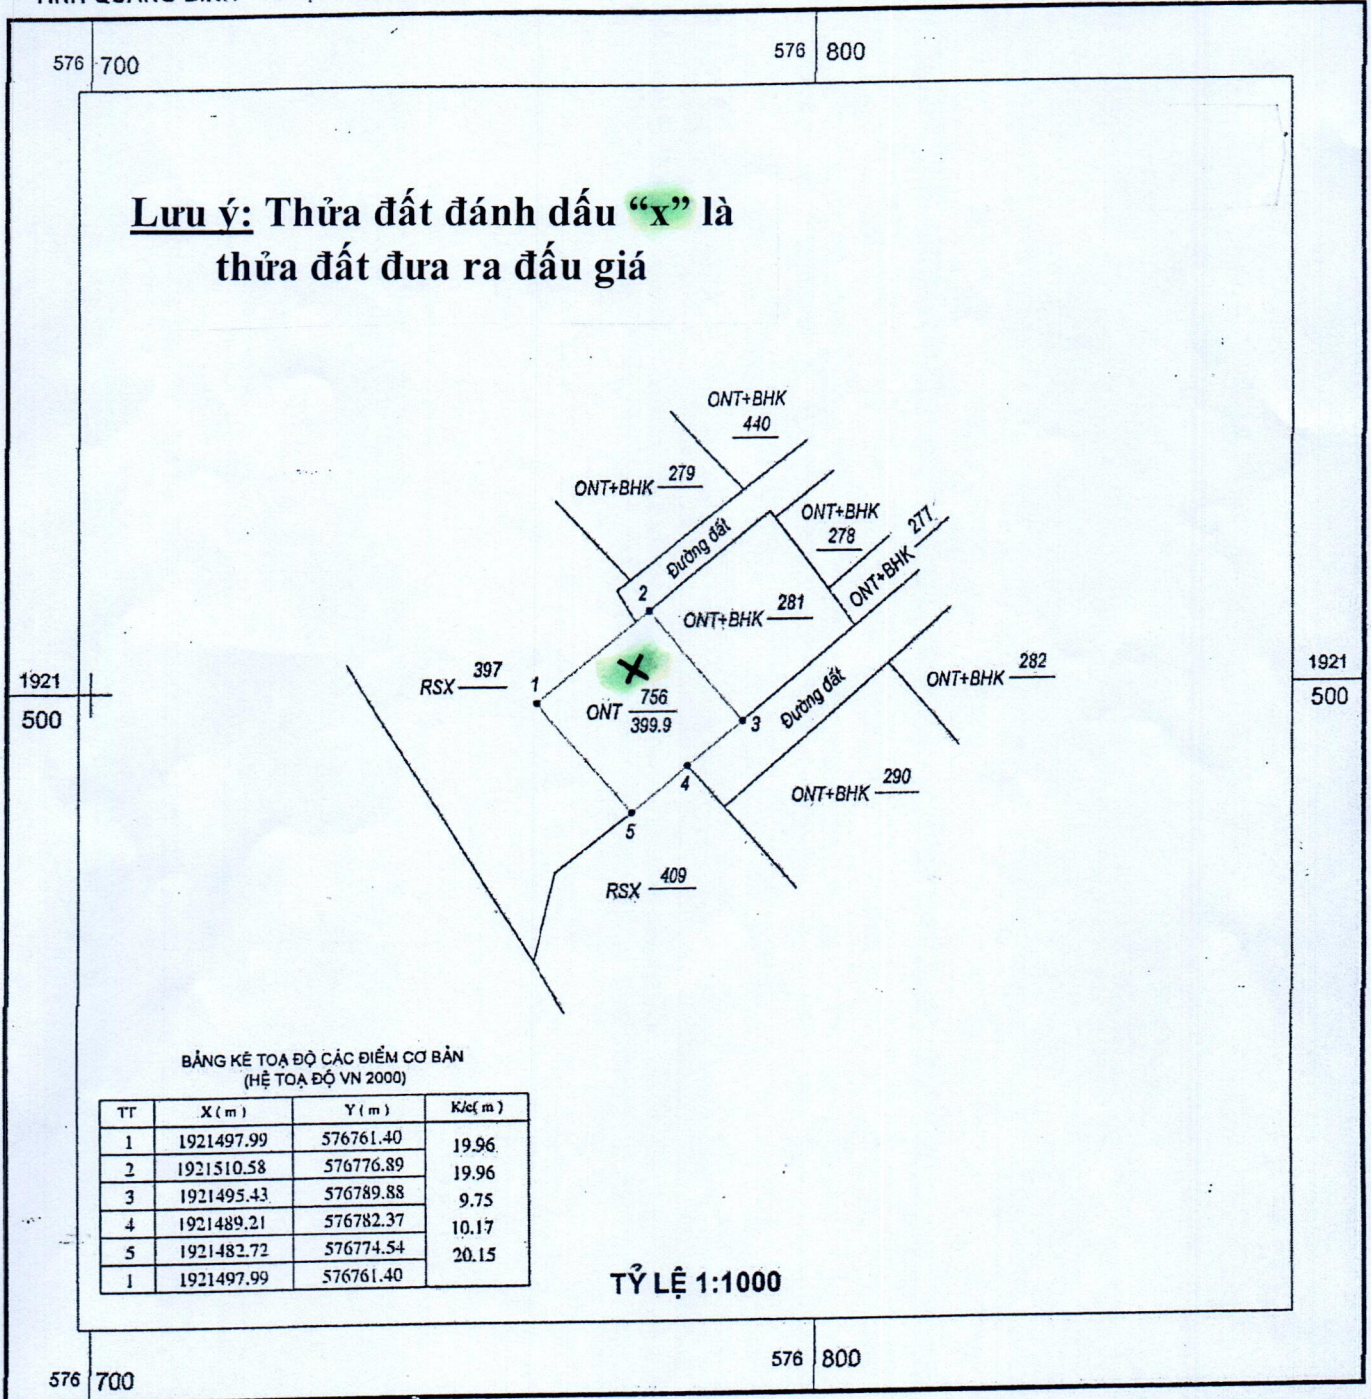 576 700
576 800
Lưu ý: Thửa đất đánh dấu “x” là
thửa đất đưa ra đấu giá
ONT+BHK
440
ONT+BHK 279
ONT+BHK
278
277
ONT+BHK
Đường đất
2
ONT+BHK 281
1921
500
RSX 397
1
ONT 756
399.9
3
Đường đất
ONT+BHK 282
1921
500
4
ONT+BHK 290
5
RSX 409
BẢNG KÊ TOẠ ĐỘ CÁC ĐIỂM CƠ BẢN
(HỆ TOẠ ĐỘ VN 2000)
TT X ( m ) Y ( m ) K/c( m )
1 1921497.99 576761.40
19.96
2 1921510.58 576776.89
19.96
3 1921495.43 576789.88
9.75
4 1921489.21 576782.37
10.17
5 1921482.72 576774.54
20.15
1 1921497.99 576761.40
TỶ LỆ 1:1000
576 700
576 800